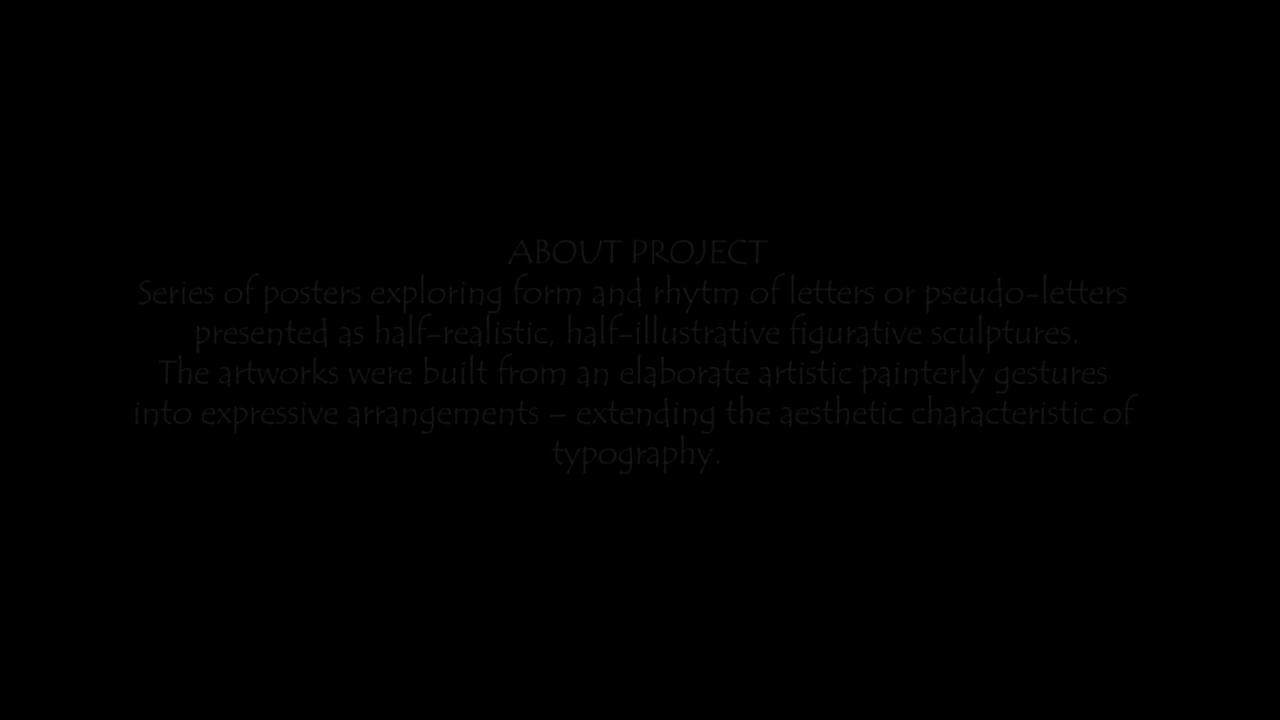 ABOUT PROJECT
Series of posters exploring form and rhytm of letters or pseudo-letters
presented as half-realistic, half-illustrative figurative sculptures.
The artworks were built from an elaborate artistic painterly gestures
into expressive arrangements – extending the aesthetic characteristic of
typography.